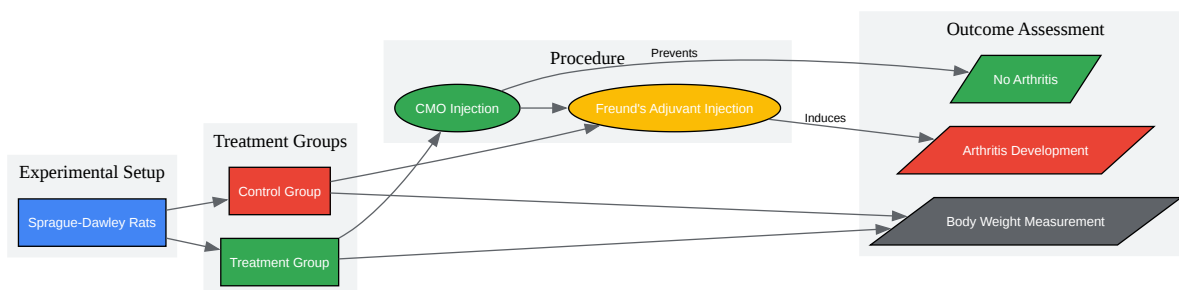 Experimental Setup
Sprague-Dawley Rats
Treatment Groups
Control Group
Treatment Group
Procedure
CMO Injection
Freund's Adjuvant Injection
Prevents
Induces
Outcome Assessment
No Arthritis
Arthritis Development
Body Weight Measurement